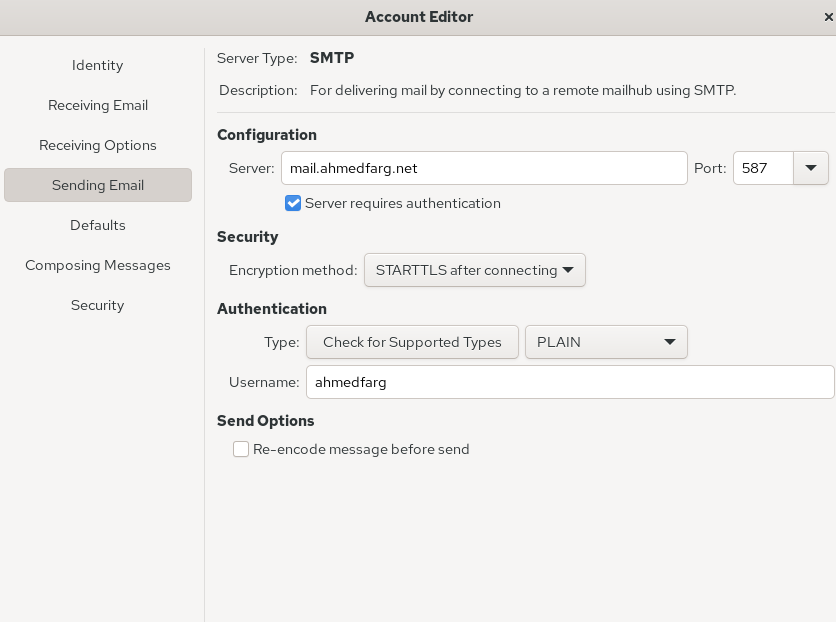 Account Editor
Identity
Receiving Email
Receiving Options
Sending Email
Defaults
Composing Messages
Security
Server Type: SMTP
Description: For delivering mail by connecting to a remote mailhub using SMTP.
Configuration
Server: mail.ahmedfarg.net Port: 587
Server requires authentication
Security
Encryption method: STARTTLS after connecting
Authentication
Type: Check for Supported Types PLAIN
Username: ahmedfarg
Send Options
Re-encode message before send